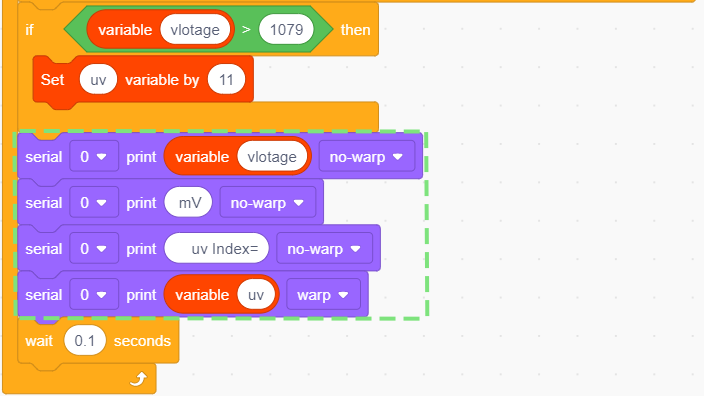 if variable vlotage > 1079 then
Set uv variable by 11
serial 0 print variable vlotage no-warp
serial 0 print mV no-warp
serial 0 print uv Index= no-warp
serial 0 print variable uv warp
wait 0.1 seconds